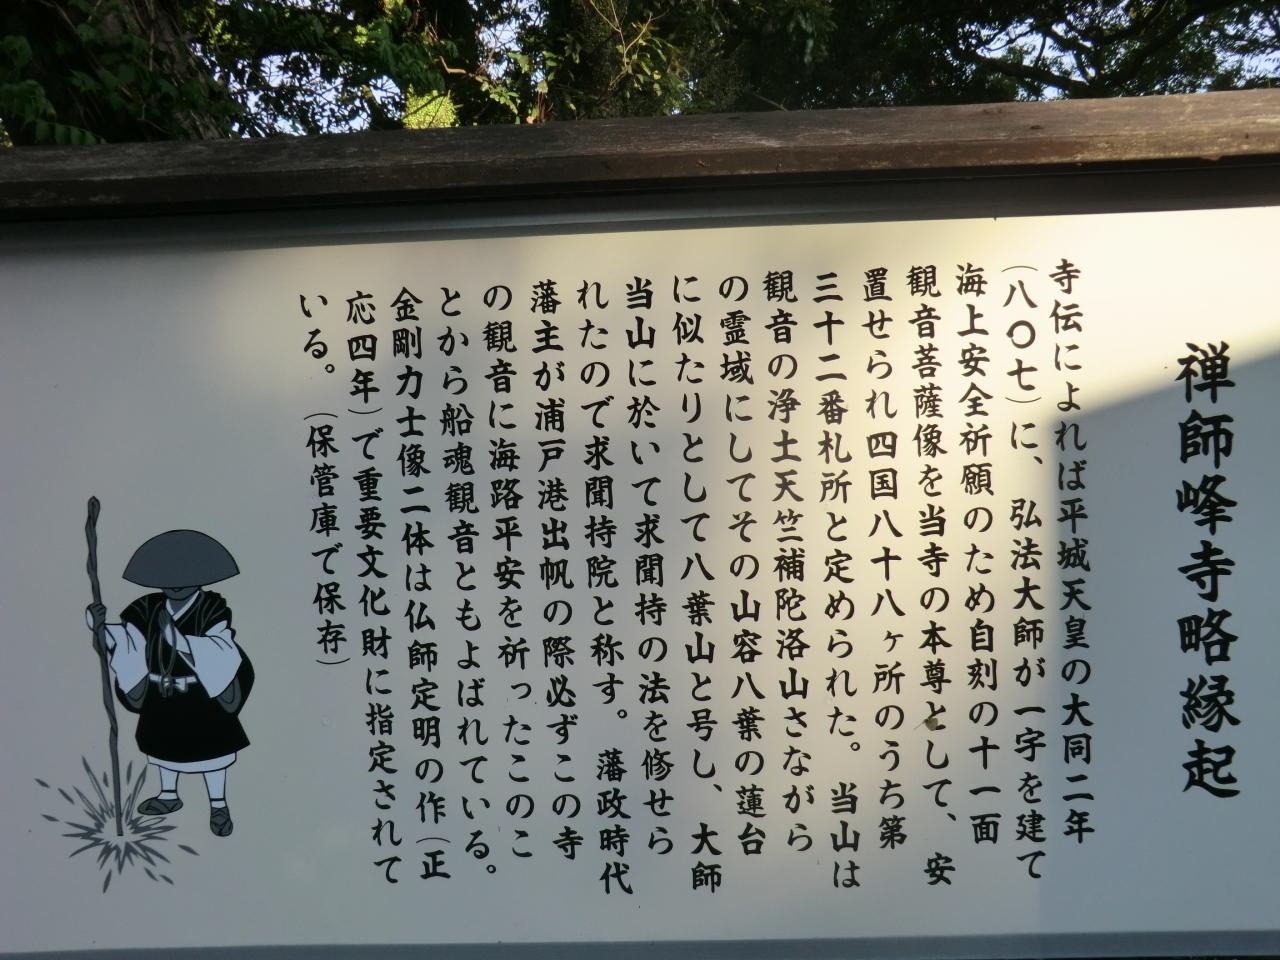 禅師峰寺略縁起
寺伝によれば平城天皇の大同二年
（八〇七）に、弘法大師が一宇を建て
海上安全祈願のため自刻の十一面
観音菩薩像を当寺の本尊として、安
置せられ四国八十八ヶ所のうち第
三十二番札所と定められた。当山は
観音の浄土天竺補陀洛山さながら
の霊域にしてその山容八葉の蓮台
に似たりとして八葉山と号し、大師
当山に於いて求聞持の法を修せら
れたので求聞持院と称す。藩政時代
藩主が浦戸港出帆の際必ずこの寺
の観音に海路平安を祈ったこのこ
とから船魂観音ともよばれている。
金剛力士像二体は仏師定明の作（正
応四年）で重要文化財に指定されて
いる。（保管庫で保存）